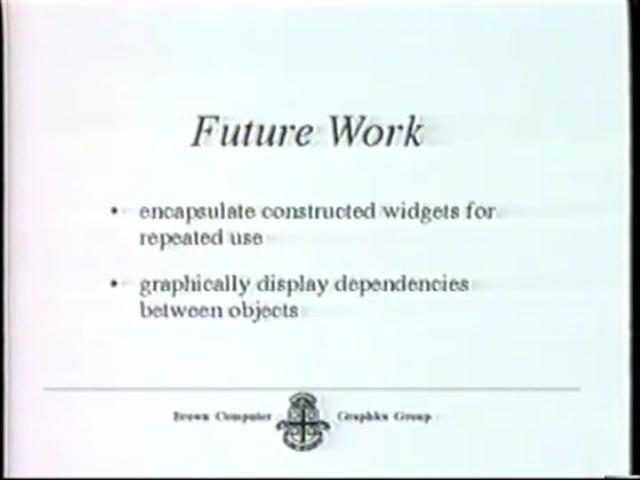 Future Work
• encapsulate constructed widgets for
repeated use
• graphically display dependencies
between objects
Brown Computer Graphics Group